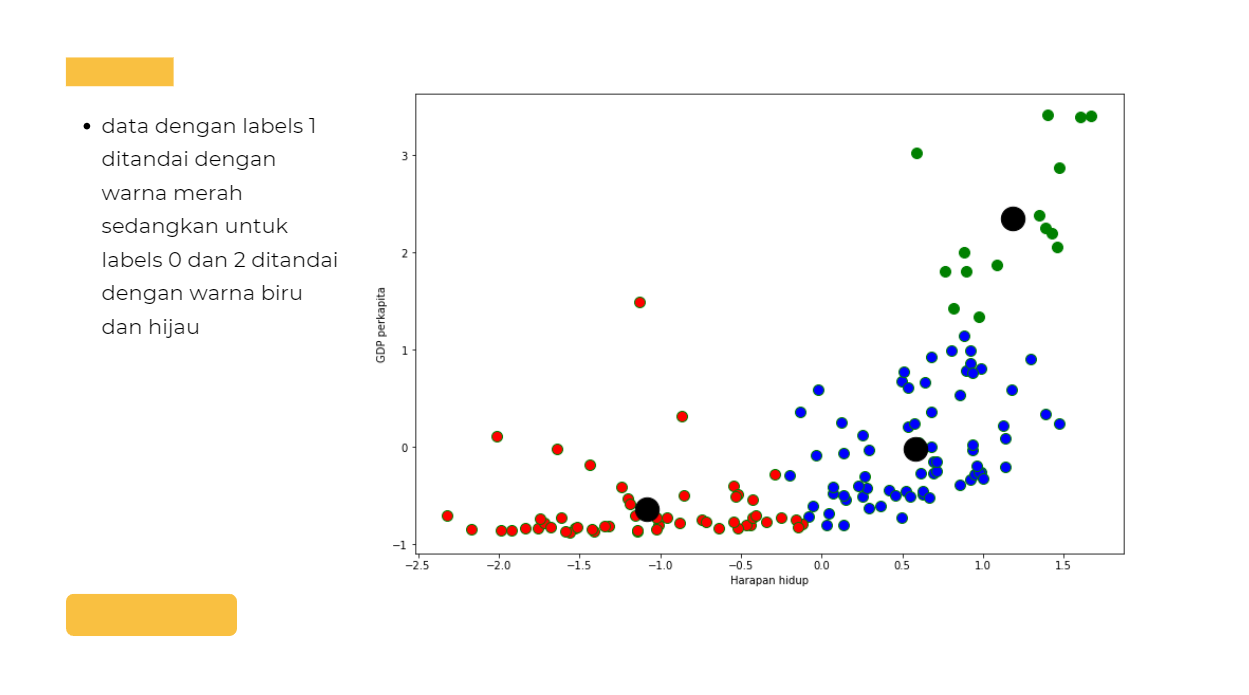 data dengan labels 1
ditandai dengan
warna merah
sedangkan untuk
labels 0 dan 2 ditandai
dengan warna biru
dan hijau
GDP perkapita
3
2
1
0
−1
−2.5 −2.0 −1.5 −1.0 −0.5 0.0 0.5 1.0 1.5
Harapan hidup